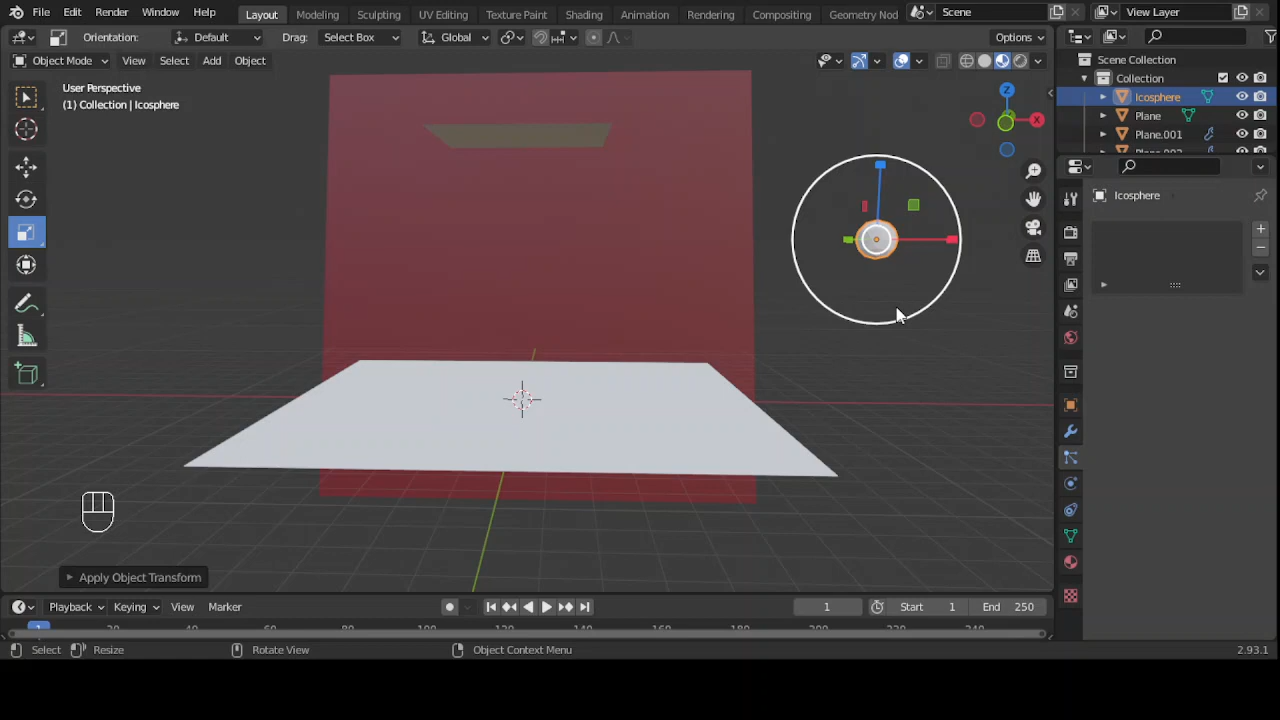 File Edit Render Window Help Layout Modeling Sculpting UV Editing Texture Paint Shading Animation Rendering Compositing Geometry Nod Scene View Layer
Orientation: Default Drag: Select Box Global Options
Object Mode View Select Add Object
User Perspective
(1) Collection | Icosphere
Z
X
Scene Collection
Collection
Icosphere
Plane
Plane.001
Icosphere
Apply Object Transform
Playback Keying View Marker 1 Start 1 End 250
Select Resize Rotate View Object Context Menu 2.93.1